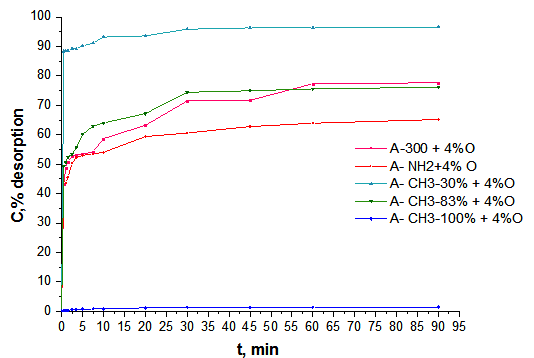 C,% desorption
100
90
80
70
60
50
40
30
20
10
0
0 5 10 15 20 25 30 35 40 45 50 55 60 65 70 75 80 85 90 95
t, min
A-300 + 4%O
A- NH2+4% O
A- CH3-30% + 4%O
A- CH3-83% + 4%O
A- CH3-100% + 4%O